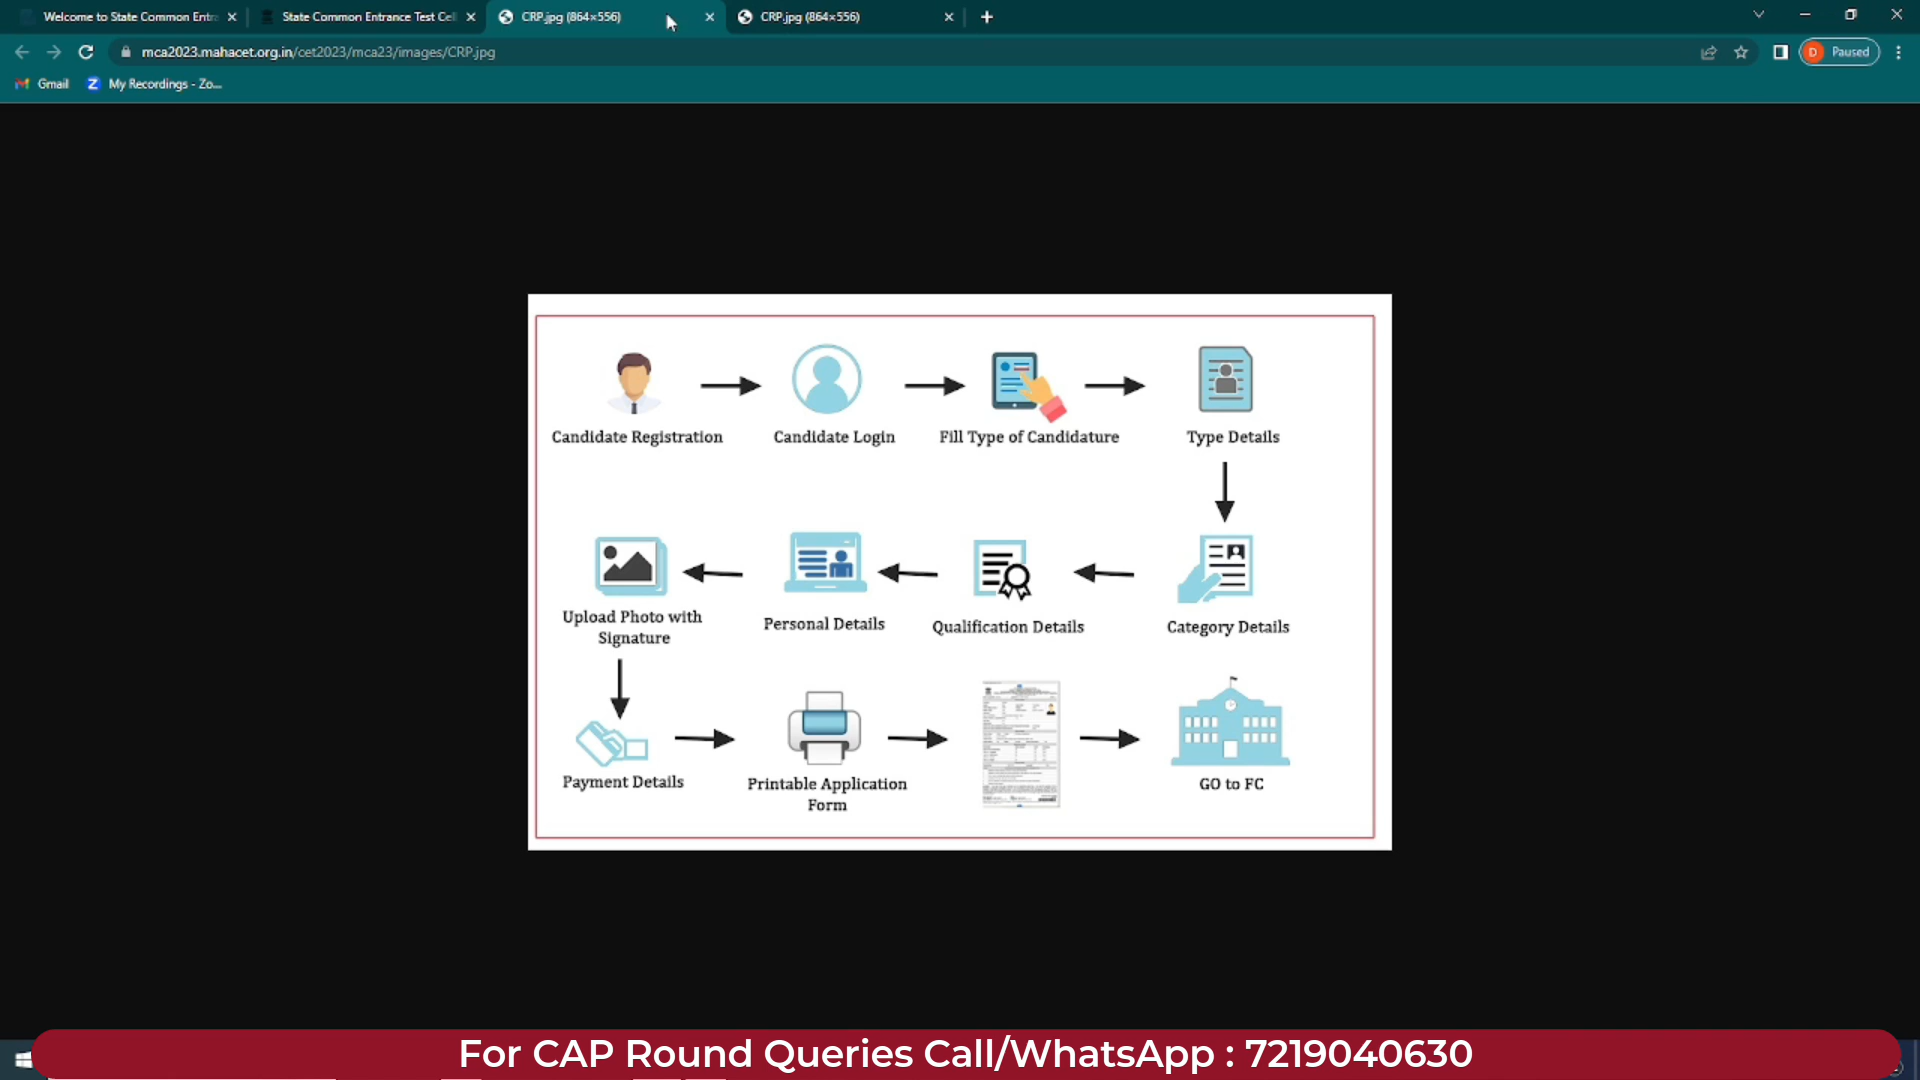 Welcome to State Common Entr
State Common Entrance Test Cell
CRP.jpg (864×556)
CRP.jpg (864×556)
mca2023.mahacet.org.in/cet2023/mca23/images/CRP.jpg
D
Paused
Gmail
Z
My Recordings - Zo...
Candidate Registration
Candidate Login
Fill Type of Candidature
Type Details
Upload Photo with
Signature
Personal Details
Qualification Details
Category Details
Payment Details
Printable Application
Form
GO to FC
For CAP Round Queries Call/WhatsApp : 7219040630